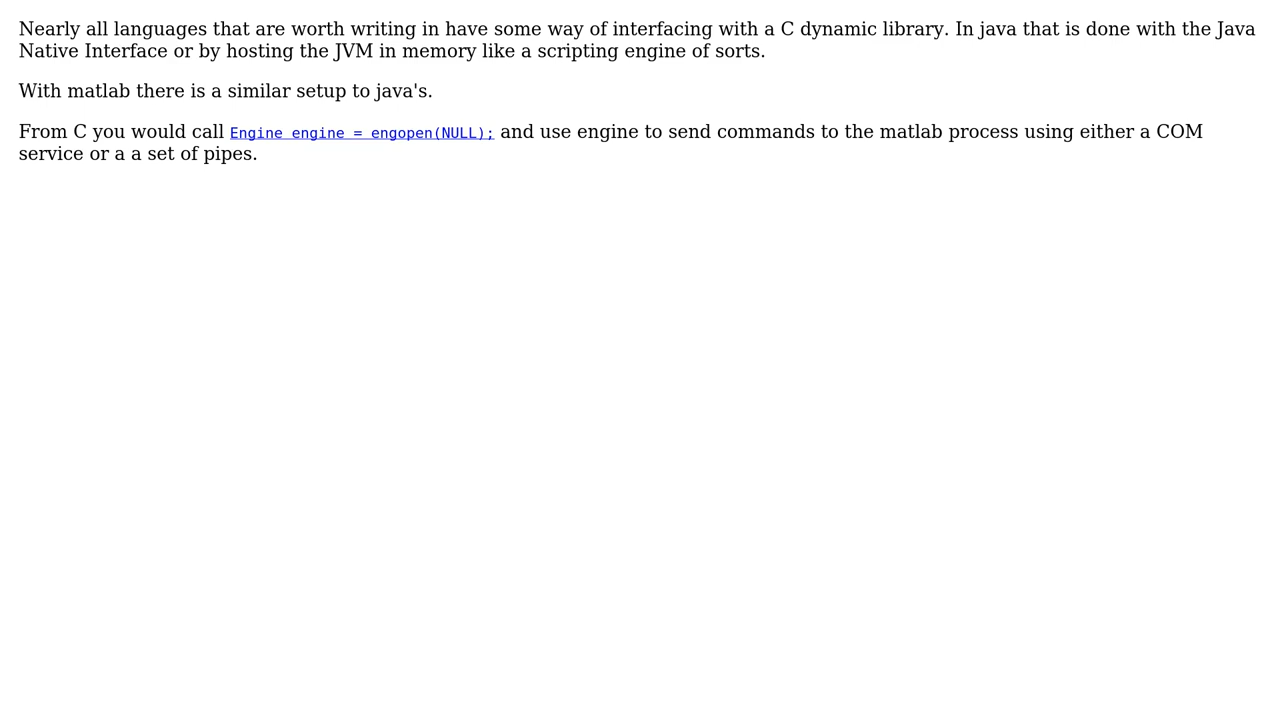 Nearly all languages that are worth writing in have some way of interfacing with a C dynamic library. In java that is done with the Java
Native Interface or by hosting the JVM in memory like a scripting engine of sorts.
With matlab there is a similar setup to java's.
From C you would call Engine engine = engopen(NULL); and use engine to send commands to the matlab process using either a COM
service or a a set of pipes.